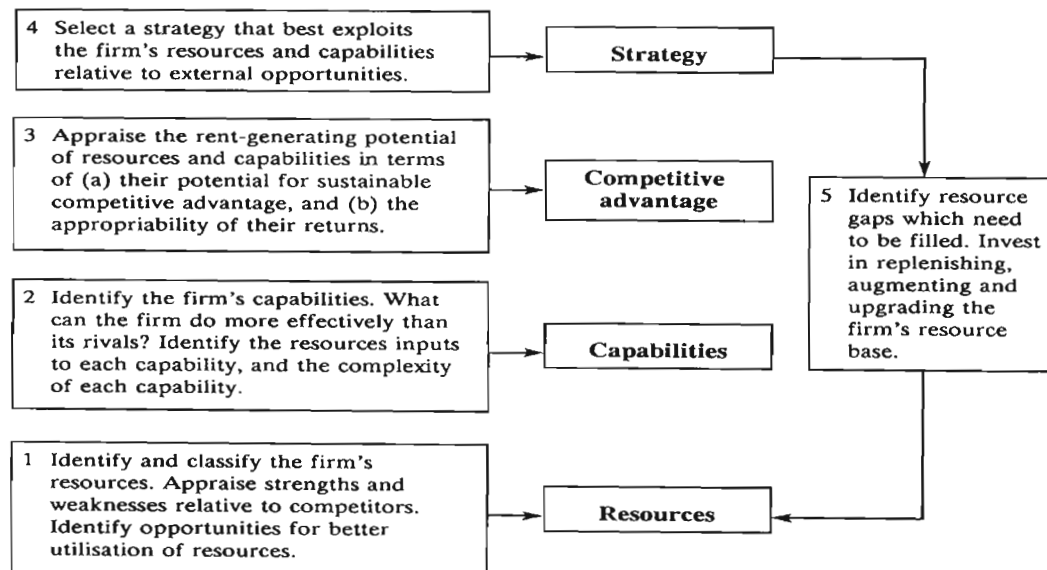 4 Select a strategy that best exploits
the firm's resources and capabilities
relative to external opportunities.
Strategy
3 Appraise the rent-generating potential
of resources and capabilities in terms
of (a) their potential for sustainable
competitive advantage, and (b) the
appropriability of their returns.
Competitive
advantage
5 Identify resource
gaps which need
to be filled. Invest
in replenishing,
augmenting and
upgrading the
firm's resource
base.
2 Identify the firm's capabilities. What
can the firm do more effectively than
its rivals? Identify the resources inputs
to each capability, and the complexity
of each capability.
Capabilities
1 Identify and classify the firm's
resources. Appraise strengths and
weaknesses relative to competitors.
Identify opportunities for better
utilisation of resources.
Resources